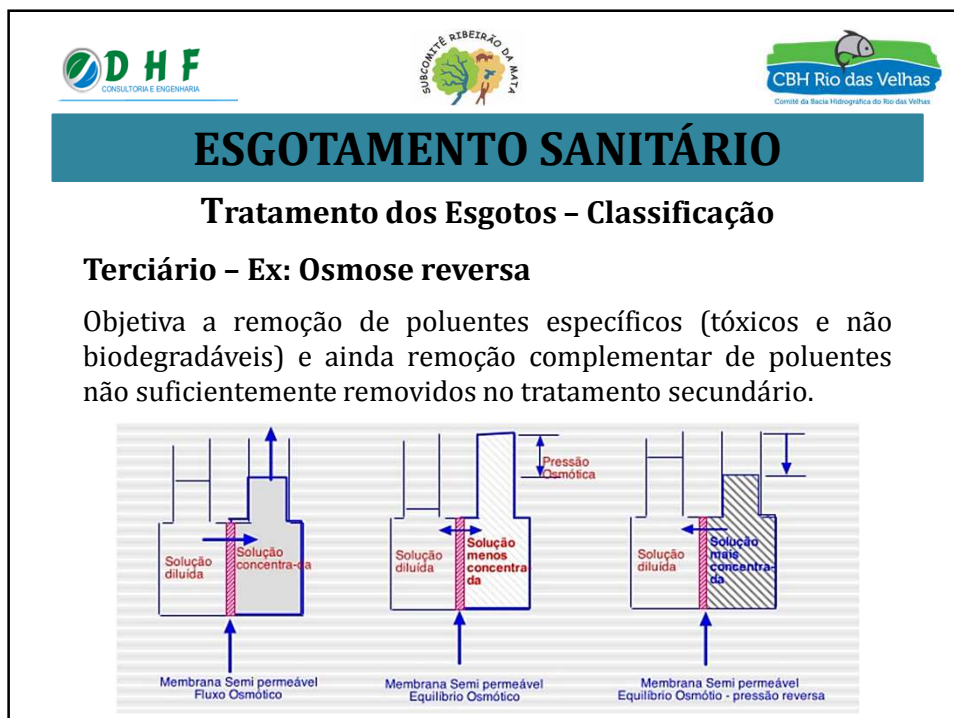 DHF
CONSULTORIA E ENGENHARIA
SUBCOMITÊ RIBEIRÃO DA MATA
CBH Rio das Velhas
Comitê da Bacia Hidrográfica do Rio das Velhas
ESGOTAMENTO SANITÁRIO
Tratamento dos Esgotos – Classificação
Terciário – Ex: Osmose reversa
Objetiva a remoção de poluentes específicos (tóxicos e não
biodegradáveis) e ainda remoção complementar de poluentes
não suficientemente removidos no tratamento secundário.
Solução
diluída
Solução
concentra-da
Membrana Semi permeável
Fluxo Osmótico
Pressão
Osmótica
Solução
diluída
Solução
menos
concentra-
da
Membrana Semi permeável
Equilíbrio Osmótico
Solução
diluída
Solução
mais
concentra-
da
Membrana Semi permeável
Equilíbrio Osmótio - pressão reversa